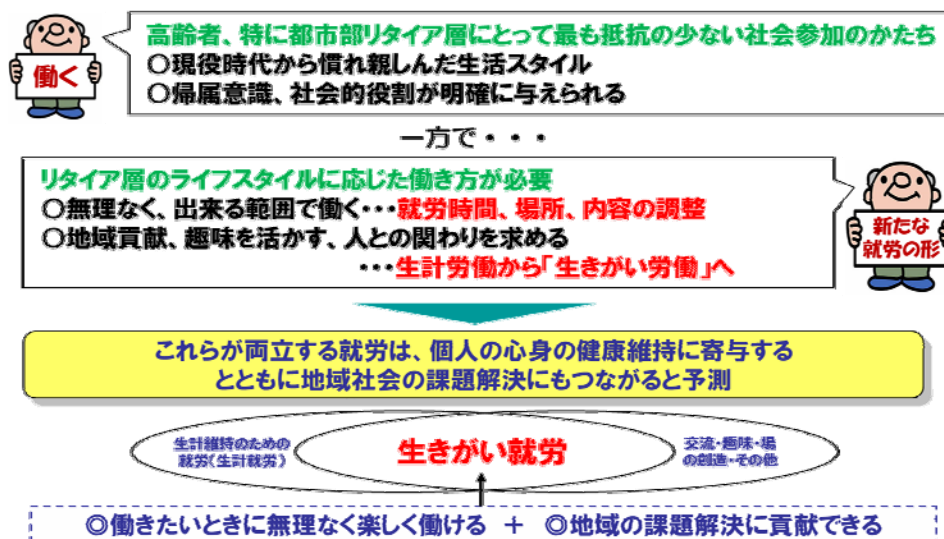 働く
高齢者、特に都市部リタイア層にとって最も抵抗の少ない社会参加のかたち
○現役時代から慣れ親しんだ生活スタイル
○帰属意識、社会的役割が明確に与えられる
一方で・・・
リタイア層のライフスタイルに応じた働き方が必要
○無理なく、出来る範囲で働く・・・就労時間、場所、内容の調整
○地域貢献、趣味を活かす、人との関わりを求める
・・・生計労働から「生きがい労働」へ
新たな
就労の形
これらが両立する就労は、個人の心身の健康維持に寄与する
とともに地域社会の課題解決にもつながると予測
生計維持のための
就労(生計就労)
生きがい就労
交流・趣味・場
の創造・その他
◎働きたいときに無理なく楽しく働ける ＋ ◎地域の課題解決に貢献できる